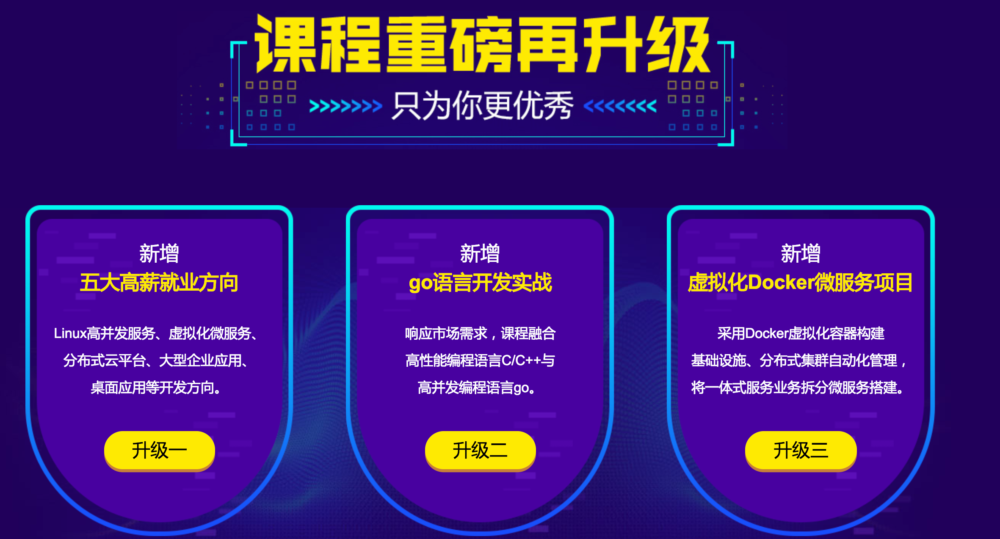 课程重磅再升级
>>>>>>> 只为你更优秀 <<<<<<<
新增
五大高薪就业方向
Linux高并发服务、虚拟化微服务、
分布式云平台、大型企业应用、
桌面应用等开发方向。
升级一
新增
go语言开发实战
响应市场需求，课程融合
高性能编程语言C/C++与
高并发编程语言go。
升级二
新增
虚拟化Docker微服务项目
采用Docker虚拟化容器构建
基础设施、分布式集群自动化管理，
将一体式服务业务拆分微服务搭建。
升级三